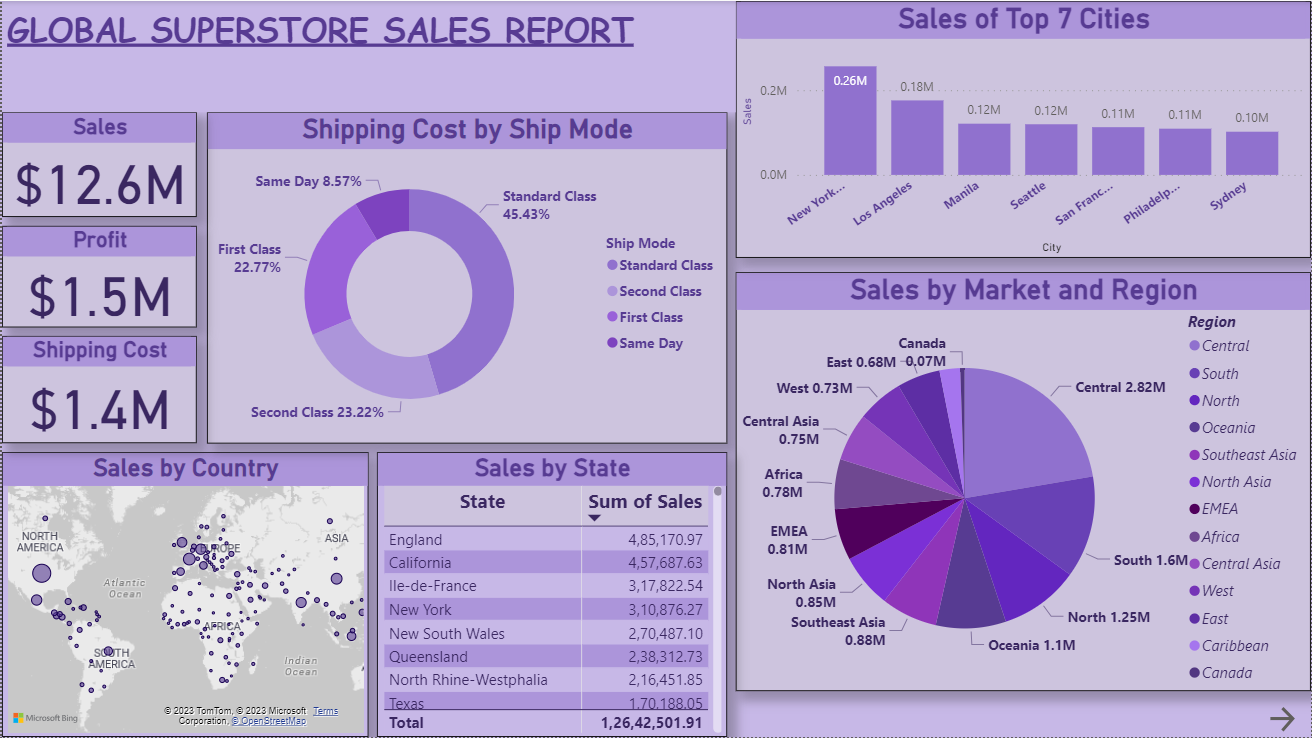 GLOBAL SUPERSTORE SALES REPORT
Sales
$12.6M
Profit
$1.5M
Shipping Cost
$1.4M
Shipping Cost by Ship Mode
Same Day 8.57%
Standard Class
45.43%
First Class
22.77%
Second Class 23.22%
Ship Mode
Standard Class
Second Class
First Class
Same Day
Sales of Top 7 Cities
Sales
0.2M
0.0M
0.26M
0.18M
0.12M
0.12M
0.11M
0.11M
0.10M
New York...
Los Angeles
Manila
Seattle
San Franc...
Philadelp...
Sydney
City
Sales by Market and Region
Canada
0.07M
East 0.68M
West 0.73M
Central Asia
0.75M
Africa
0.78M
EMEA
0.81M
North Asia
0.85M
Southeast Asia
0.88M
Oceania 1.1M
North 1.25M
South 1.6M
Central 2.82M
Region
Central
South
North
Oceania
Southeast Asia
North Asia
EMEA
Africa
Central Asia
West
East
Caribbean
Canada
Sales by Country
NORTH
AMERICA
EUROPE
ASIA
Atlantic
Ocean
AFRICA
SOUTH
AMERICA
Indian
Ocean
Microsoft Bing
© 2023 TomTom, © 2023 Microsoft Terms
Corporation, © OpenStreetMap
Sales by State
State Sum of Sales
England 4,85,170.97
California 4,57,687.63
Ile-de-France 3,17,822.54
New York 3,10,876.27
New South Wales 2,70,487.10
Queensland 2,38,312.73
North Rhine-Westphalia 2,16,451.85
Texas 1,70,188.05
Total 1,26,42,501.91